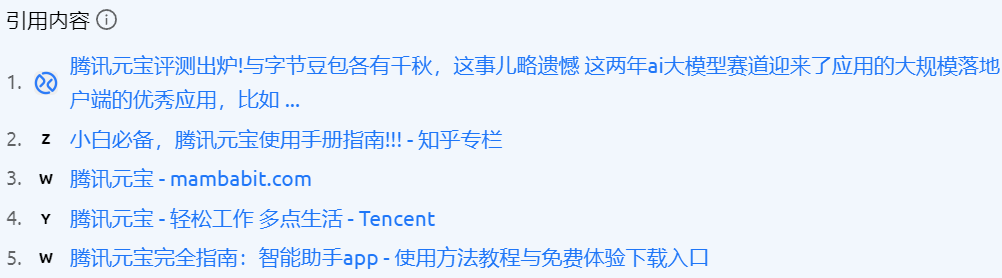 引用内容
1. 腾讯元宝评测出炉!与字节豆包各有千秋，这事儿略遗憾 这两年ai大模型赛道迎来了应用的大规模落地
户端的优秀应用，比如 ...
2. Z 小白必备，腾讯元宝使用手册指南!!! - 知乎专栏
3. W 腾讯元宝 - mambabit.com
4. Y 腾讯元宝 - 轻松工作 多点生活 - Tencent
5. W 腾讯元宝完全指南：智能助手app - 使用方法教程与免费体验下载入口